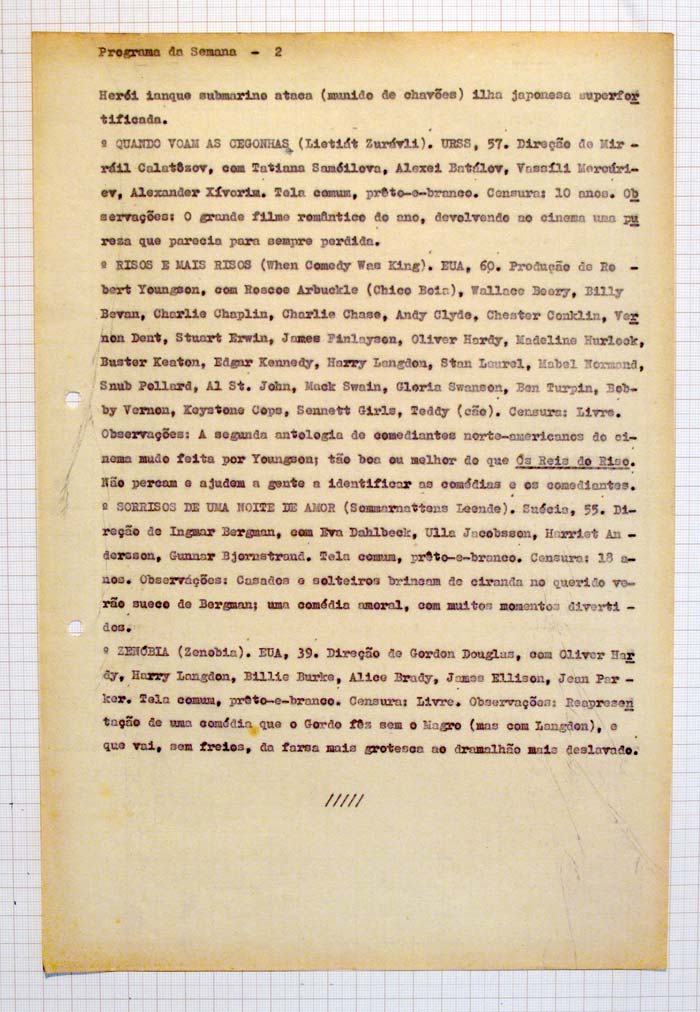 Programa da Semana - 2
Herói ianque submarino ataca (munido de chavões) ilha japonesa superfor
tificada.
º QUANDO VOAM AS CEGONHAS (Lietiát Zurávli). URSS, 57. Direção de Mir -
ráil Calatózov, com Tatiana Samóilova, Alexei Batálov, Vassíli Mercúri-
ev, Alexander Xívorim. Tela comum, prêto-e-branco. Censura: 10 anos. Ob
servações: O grande filme romântico do ano, devolvendo ao cinema uma pu
reza que parecia para sempre perdida.
º RISOS E MAIS RISOS (When Comedy Was King). EUA, 60. Produção de Ro -
bert Youngson, com Roscoe Arbuckle (Chico Boia), Wallace Beery, Billy
Bevan, Charlie Chaplin, Charlie Chase, Andy Clyde, Chester Conklin, Ver
non Dent, Stuart Erwin, James Finlayson, Oliver Hardy, Madeline Hurlock,
Buster Keaton, Edgar Kennedy, Harry Langdon, Stan Laurel, Mabel Normand,
Snub Pollard, Al St. John, Mack Swain, Gloria Swanson, Ben Turpin, Bob-
by Vernon, Keystone Cops, Sennett Girls, Teddy (cão). Censura: Livre.
Observações: A segunda antologia de comediantes norte-americanos do ci-
nema mudo feita por Youngson; tão boa ou melhor do que Os Reis do Riso.
Não percam e ajudem a gente a identificar as comédias e os comediantes.
º SORRISOS DE UMA NOITE DE AMOR (Sommarnattens Leende). Suécia, 55. Di-
reção de Ingmar Bergman, com Eva Dahlbeck, Ulla Jacobsson, Harriet An -
dersson, Gunnar Bjornstrand. Tela comum, prêto-e-branco. Censura: 18 a-
nos. Observáções: Casados e solteiros brincam de ciranda no querido ve-
rão sueco de Bergman; uma comédia amoral, com muitos momentos diverti -
dos.
º ZENÓBIA (Zenobia). EUA, 39. Direção de Gordon Douglas, com Oliver Har
dy, Harry Langdon, Billie Burke, Alice Brady, James Ellison, Jean Par -
ker. Tela comum, prêto-e-branco. Censura: Livre. Observações: Reapresen
tação de uma comédia que o Gordo fêz sem o Magro (mas com Langdon), e
que vai, sem freios, da farsa mais grotesca ao dramalhão mais deslavado.
/////